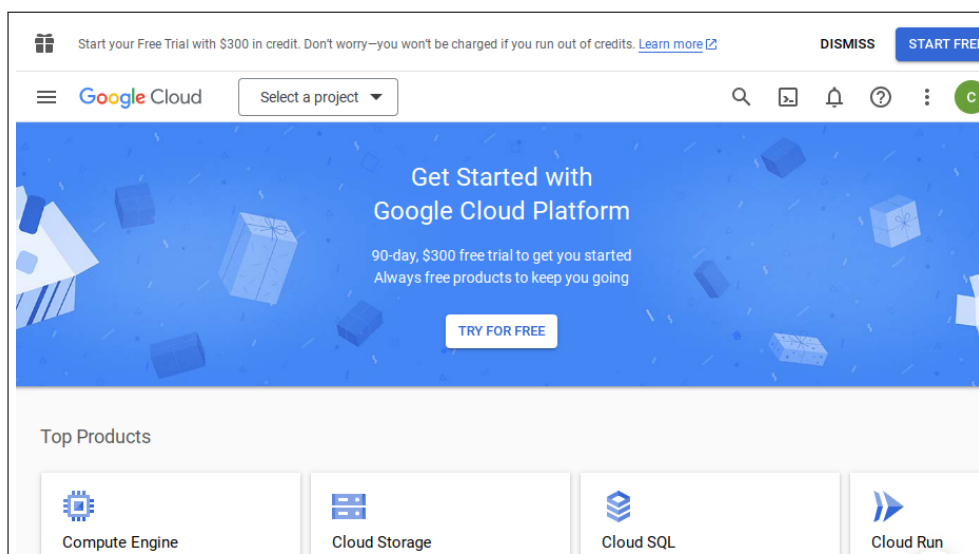 Start your Free Trial with $300 in credit. Don't worry—you won't be charged if you run out of credits. Learn more
DISMISS
START FREE
Google Cloud
Select a project
C
Get Started with
Google Cloud Platform
90-day, $300 free trial to get you started
Always free products to keep you going
TRY FOR FREE
Top Products
Compute Engine
Cloud Storage
Cloud SQL
Cloud Run